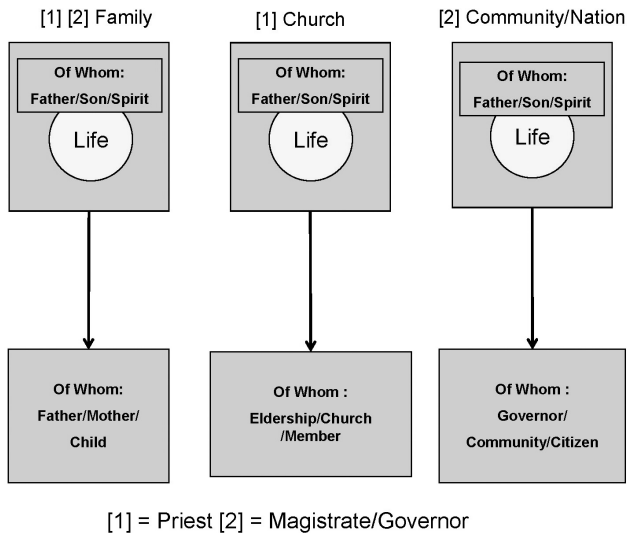 [1] [2] Family
[1] Church
[2] Community/Nation
Of Whom:
Father/Son/Spirit
Life
Of Whom:
Father/Son/Spirit
Life
Of Whom:
Father/Son/Spirit
Life
Of Whom:
Father/Mother/
Child
Of Whom :
Eldership/Church
/Member
Of Whom :
Governor/
Community/Citizen
[1] = Priest [2] = Magistrate/Governor